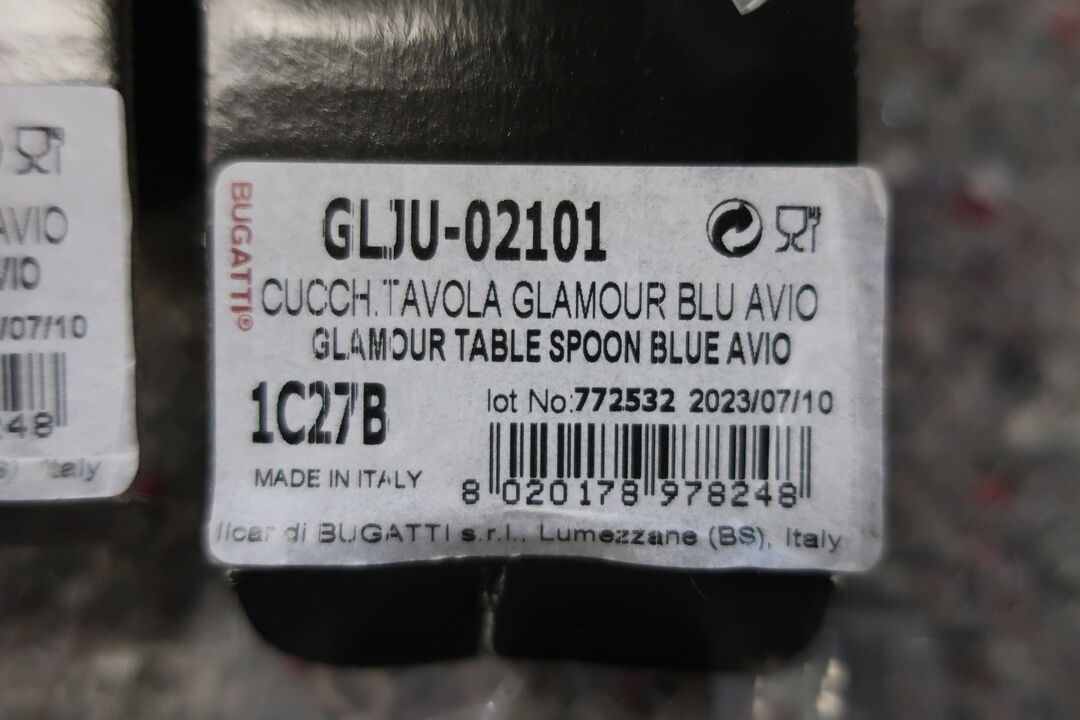 AVIO
VIO
/07/10
248
s) Italy
BUGATTI®
GLJU-02101
CUCCH.TAVOLA GLAMOUR BLU AVIO
GLAMOUR TABLE SPOON BLUE AVIO
1C27B
lot No:772532 2023/07/10
MADE IN ITALY
8 020178 978248
Ilcar di BUGATTI s.r.l., Lumezzane (BS), Italy